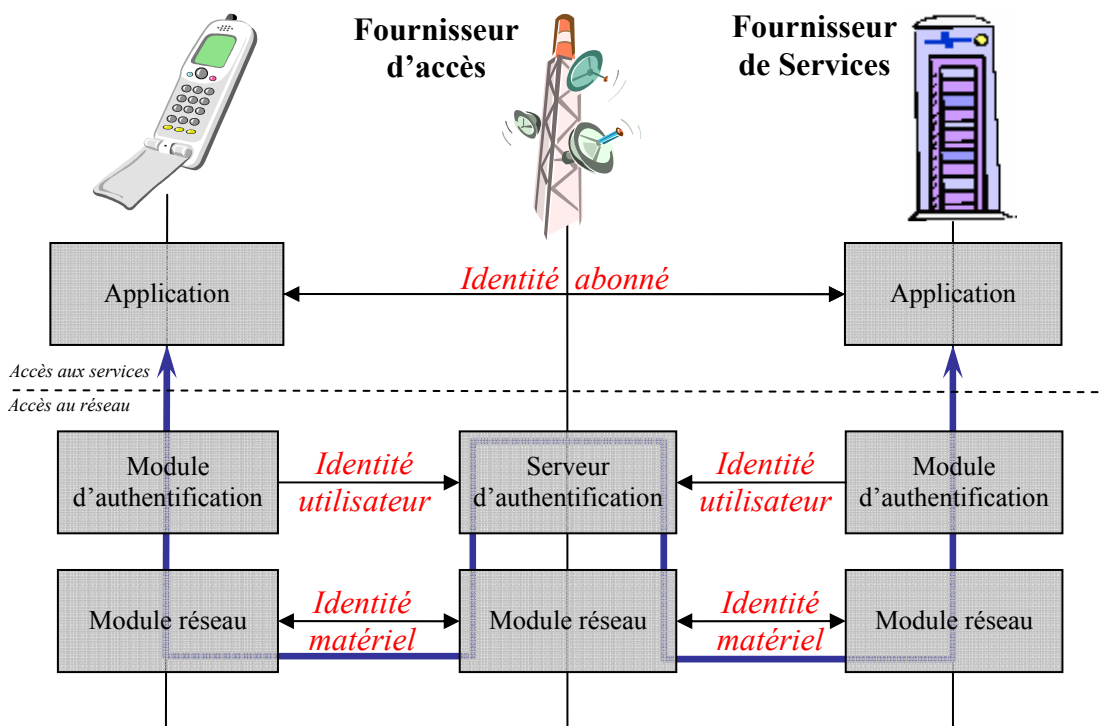 Fournisseur
d’accès
Fournisseur
de Services
Application
Identité abonné
Application
Accès aux services
Accès au réseau
Module
d’authentification
Identité
utilisateur
Serveur
d’authentification
Identité
utilisateur
Module
d’authentification
Module réseau
Identité
matériel
Module réseau
Identité
matériel
Module réseau